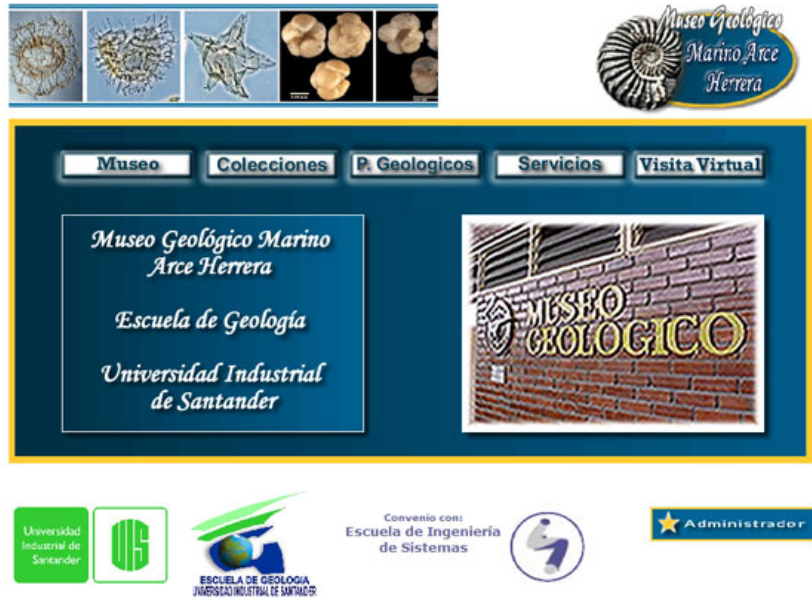 Museo Geológico
Marino Arce
Herrera
Museo
Colecciones
P. Geologicos
Servicios
Visita Virtual
Museo Geológico Marino
Arce Herrera
Escuela de Geología
Universidad Industrial
de Santander
MUSEO
GEOLOGICO
Universidad
Industrial de
Santander
UIS
ESCUELA DE GEOLOGIA
UNIVERSIDAD INDUSTRIAL DE SANTANDER
Convenio con:
Escuela de Ingeniería
de Sistemas
Administrador